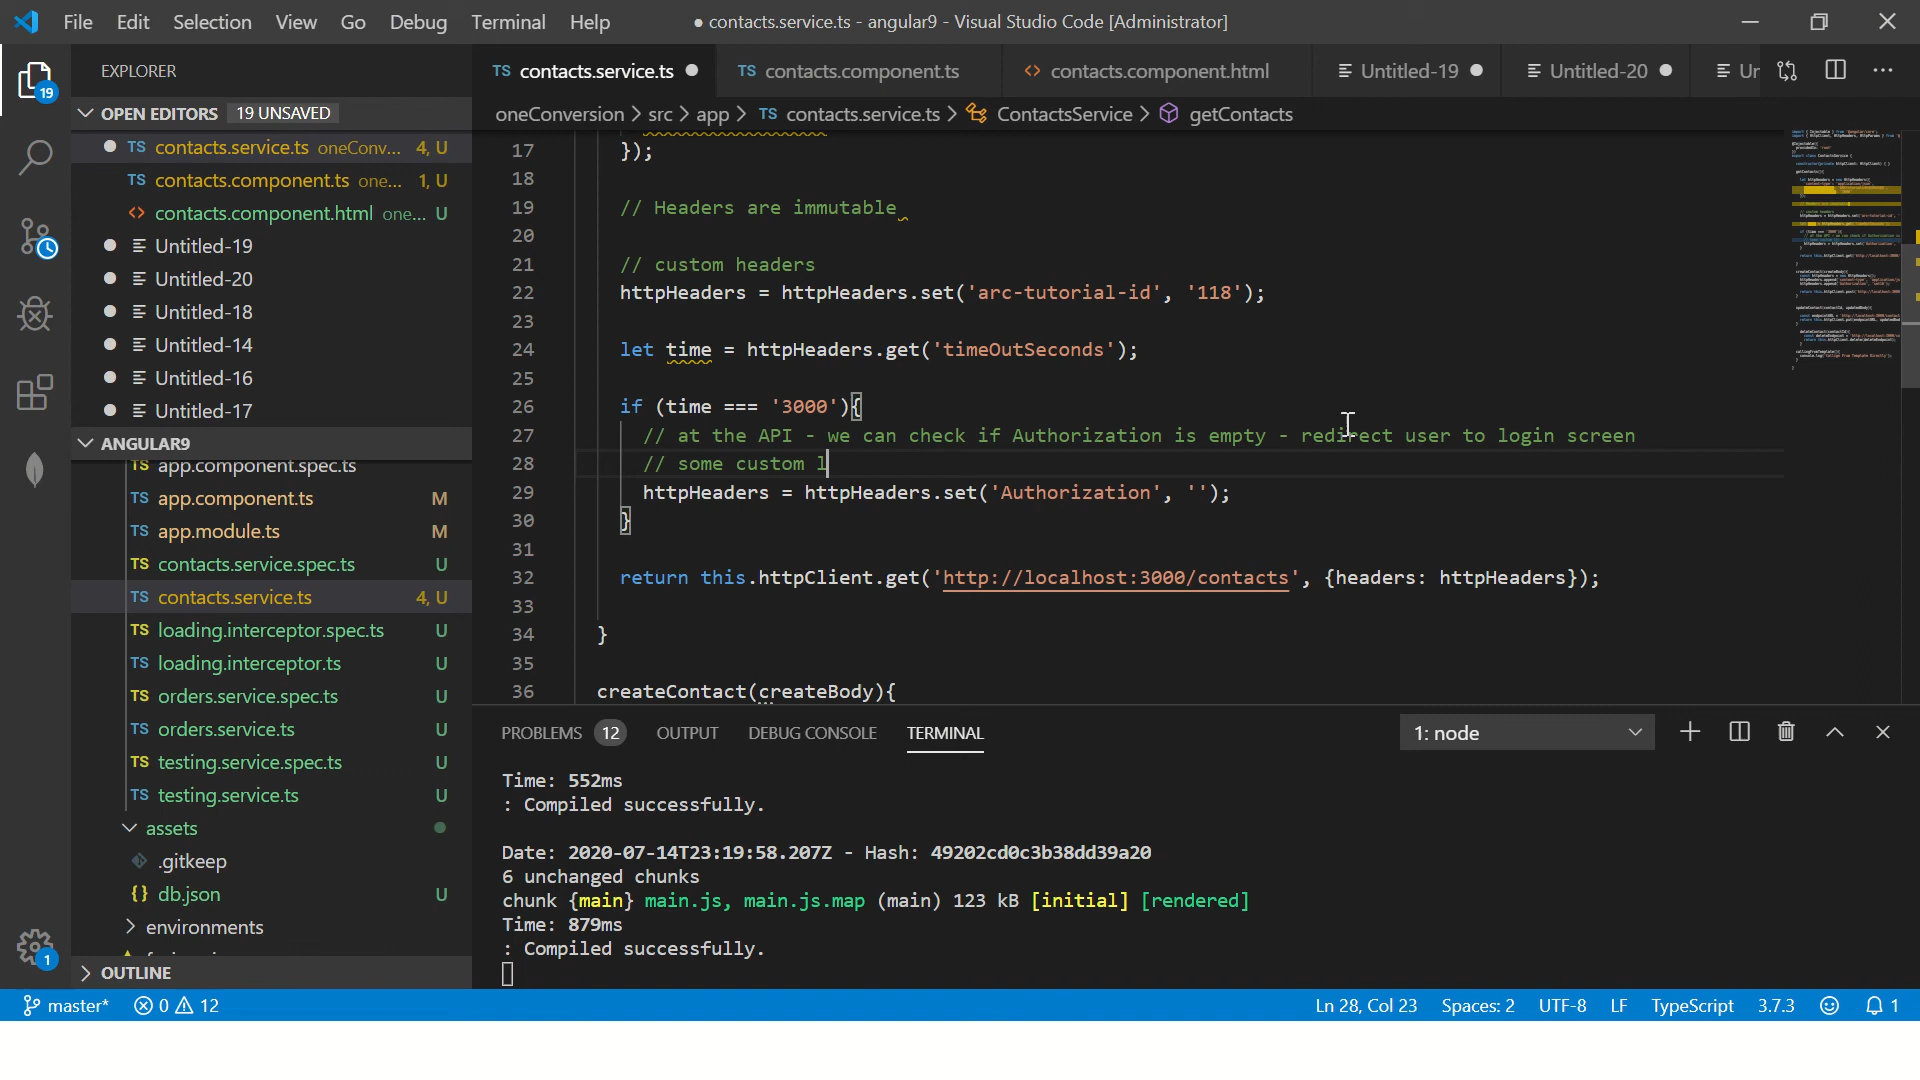 File Edit Selection View Go Debug Terminal Help ● contacts.service.ts - angular9 - Visual Studio Code [Administrator]
EXPLORER
OPEN EDITORS 19 UNSAVED
contacts.service.ts oneConv... 4, U
contacts.component.ts one... 1, U
contacts.component.html one... U
Untitled-19
Untitled-20
Untitled-18
Untitled-14
Untitled-16
Untitled-17
ANGULAR9
app.component.spec.ts
app.component.ts M
app.module.ts M
contacts.service.spec.ts U
contacts.service.ts 4, U
loading.interceptor.spec.ts U
loading.interceptor.ts U
orders.service.spec.ts U
orders.service.ts U
testing.service.spec.ts U
testing.service.ts U
assets
.gitkeep
db.json U
environments
OUTLINE
19
1
TS contacts.service.ts TS contacts.component.ts contacts.component.html Untitled-19 Untitled-20 Ur
oneConversion > src > app > TS contacts.service.ts > ContactsService > getContacts
17 });
18
19 // Headers are immutable
20
21 // custom headers
22 httpHeaders = httpHeaders.set('arc-tutorial-id', '118');
23
24 let time = httpHeaders.get('timeOutSeconds');
25
26 if (time === '3000'){
27 // at the API - we can check if Authorization is empty - redirect user to login screen
28 // some custom l
29 httpHeaders = httpHeaders.set('Authorization', '');
30 }
31
32 return this.httpClient.get('http://localhost:3000/contacts', {headers: httpHeaders});
33
34 }
35
36 createContact(createBody){
PROBLEMS 12 OUTPUT DEBUG CONSOLE TERMINAL 1: node
Time: 552ms
: Compiled successfully.
Date: 2020-07-14T23:19:58.207Z - Hash: 49202cd0c3b38dd39a20
6 unchanged chunks
chunk {main} main.js, main.js.map (main) 123 kB [initial] [rendered]
Time: 879ms
: Compiled successfully.
master* 0 12 Ln 28, Col 23 Spaces: 2 UTF-8 LF TypeScript 3.7.3 1